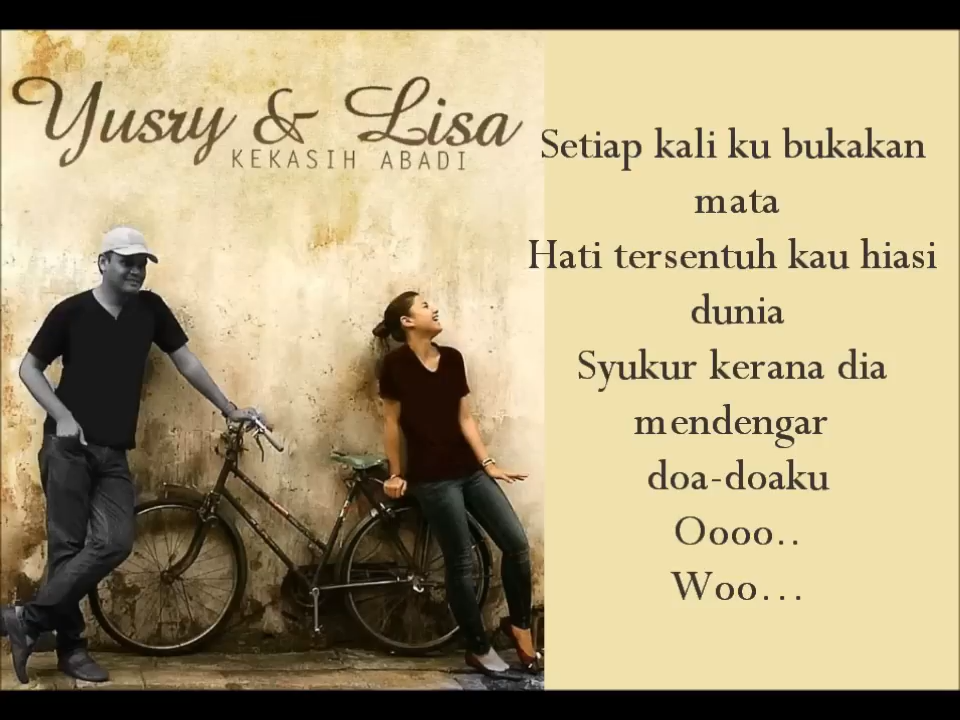 Yusry & Lisa
KEKASIH ABADI
Setiap kali ku bukakan
mata
Hati tersentuh kau hiasi
dunia
Syukur kerana dia
mendengar
doa-doaku
Oooo..
Woo...